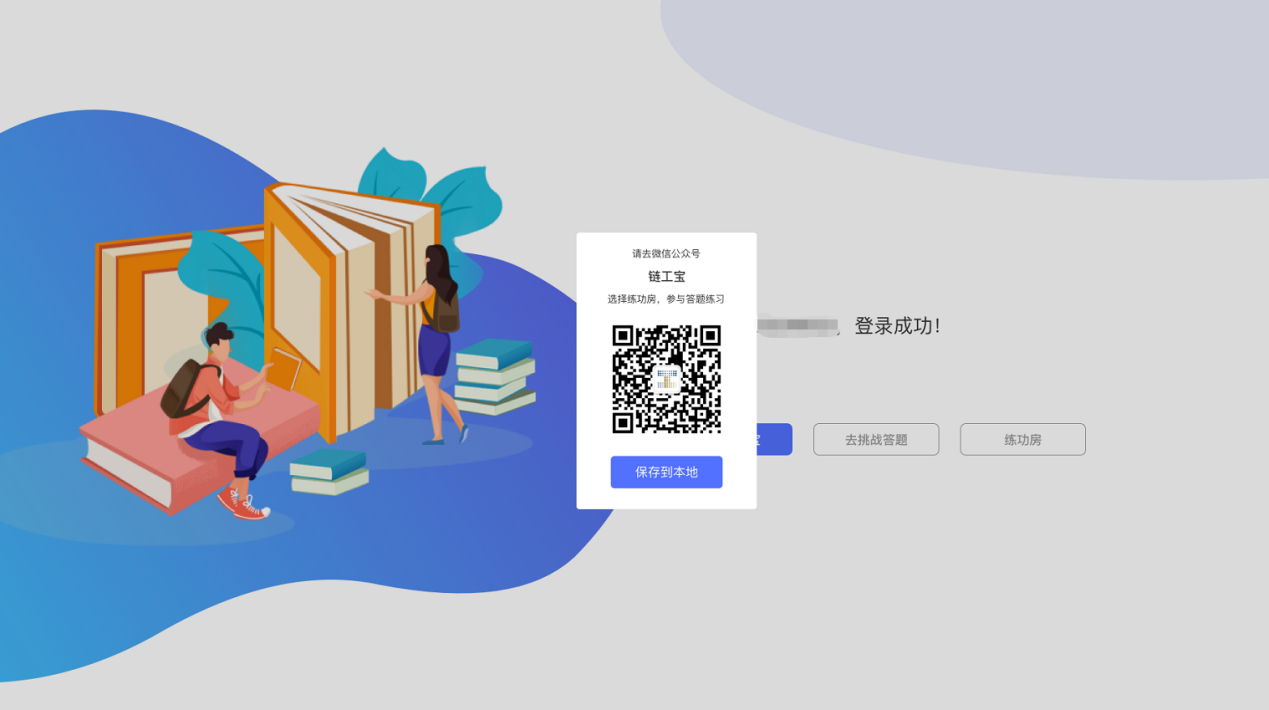 请去微信公众号
链工宝
选择练功房，参与答题练习
，登录成功！
保存到本地
去挑战答题
练功房